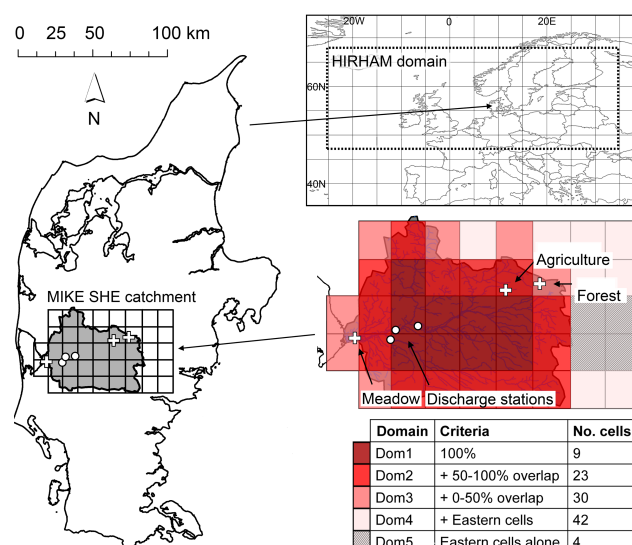 0 25 50 100 km
N
20W 0 20E
HIRHAM domain
60N
40N
MIKE SHE catchment
Agriculture
Forest
Meadow Discharge stations
Domain Criteria No. cells
Dom1 100% 9
Dom2 + 50-100% overlap 23
Dom3 + 0-50% overlap 30
Dom4 + Eastern cells 42
Dom5 Eastern cells alone 4